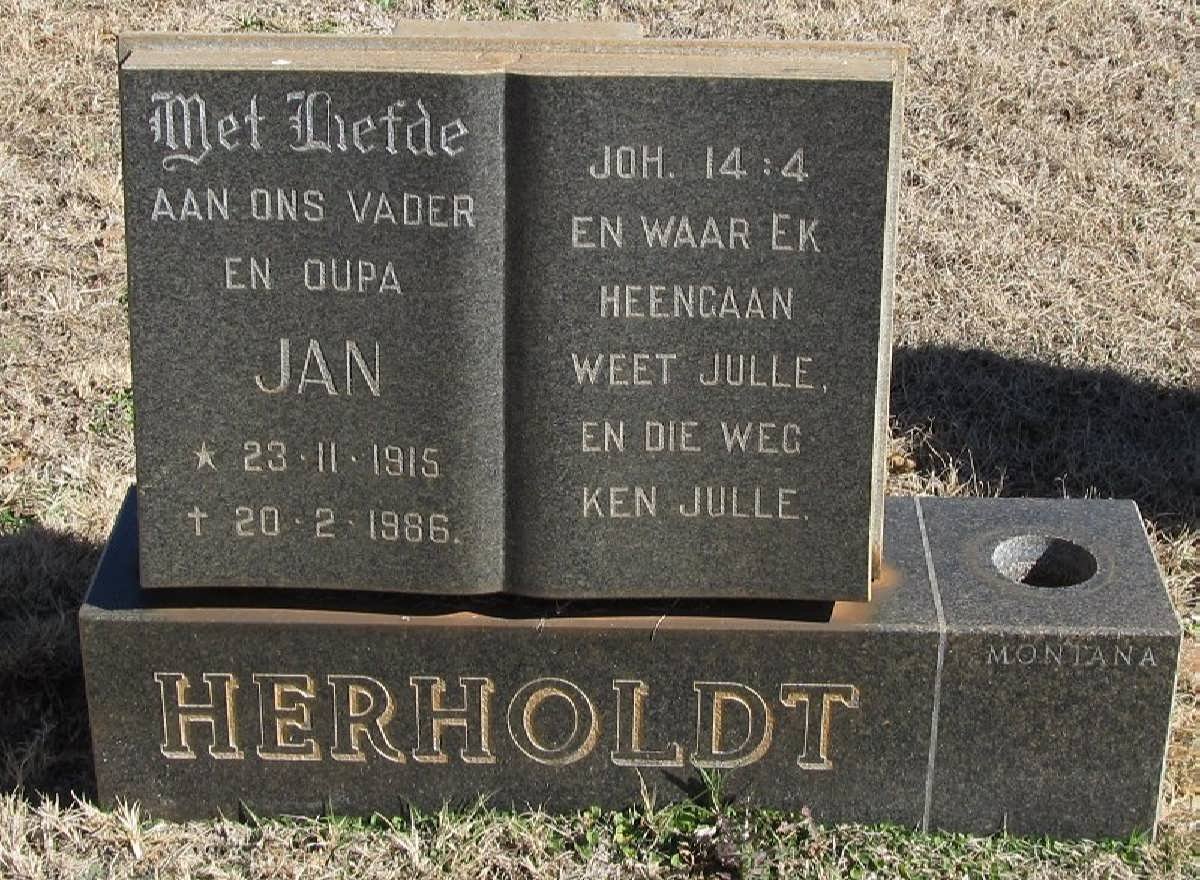 Met Liefde
AAN ONS VADER
EN OUPA
JAN
★ 23·11·1915
† 20·2·1986.
JOH. 14:4
EN WAAR EK
HEENGAAN
WEET JULLE,
EN DIE WEG
KEN JULLE.
HERHOLDT
MONTANA